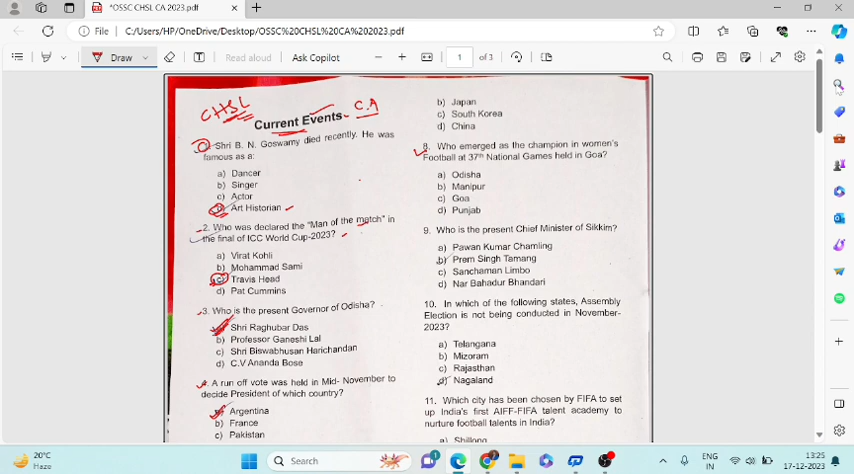 *OSSC CHSL CA 2023.pdf
File
C:/Users/HP/OneDrive/Desktop/OSSC%20CHSL%20CA%202023.pdf
Draw
Read aloud
Ask Copilot
1 of 3
CHSL
C.A
Current Events
1. Shri B. N. Goswamy died recently. He was
famous as a:
a) Dancer
b) Singer
c) Actor
d) Art Historian
2. Who was declared the "Man of the match" in
the final of ICC World Cup-2023?
a) Virat Kohli
b) Mohammad Sami
c) Travis Head
d) Pat Cummins
3. Who is the present Governor of Odisha?
Shri Raghubar Das
b) Professor Ganeshi Lal
c) Shri Biswabhusan Harichandan
d) C.V Ananda Bose
4. A run off vote was held in Mid- November to
decide President of which country?
Argentina
b) France
c) Pakistan
b) Japan
c) South Korea
d) China
8. Who emerged as the champion in women's
Football at 37th National Games held in Goa?
a) Odisha
b) Manipur
c) Goa
d) Punjab
9. Who is the present Chief Minister of Sikkim?
a) Pawan Kumar Chamling
b) Prem Singh Tamang
c) Sanchaman Limbo
d) Nar Bahadur Bhandari
10. In which of the following states, Assembly
Election is not being conducted in November-
2023?
a) Telangana
b) Mizoram
c) Rajasthan
d) Nagaland
11. Which city has been chosen by FIFA to set
up India's first AIFF-FIFA talent academy to
nurture football talents in India?
a) Shillong
20°C
Haze
Search
ENG
IN
13:25
17-12-2023